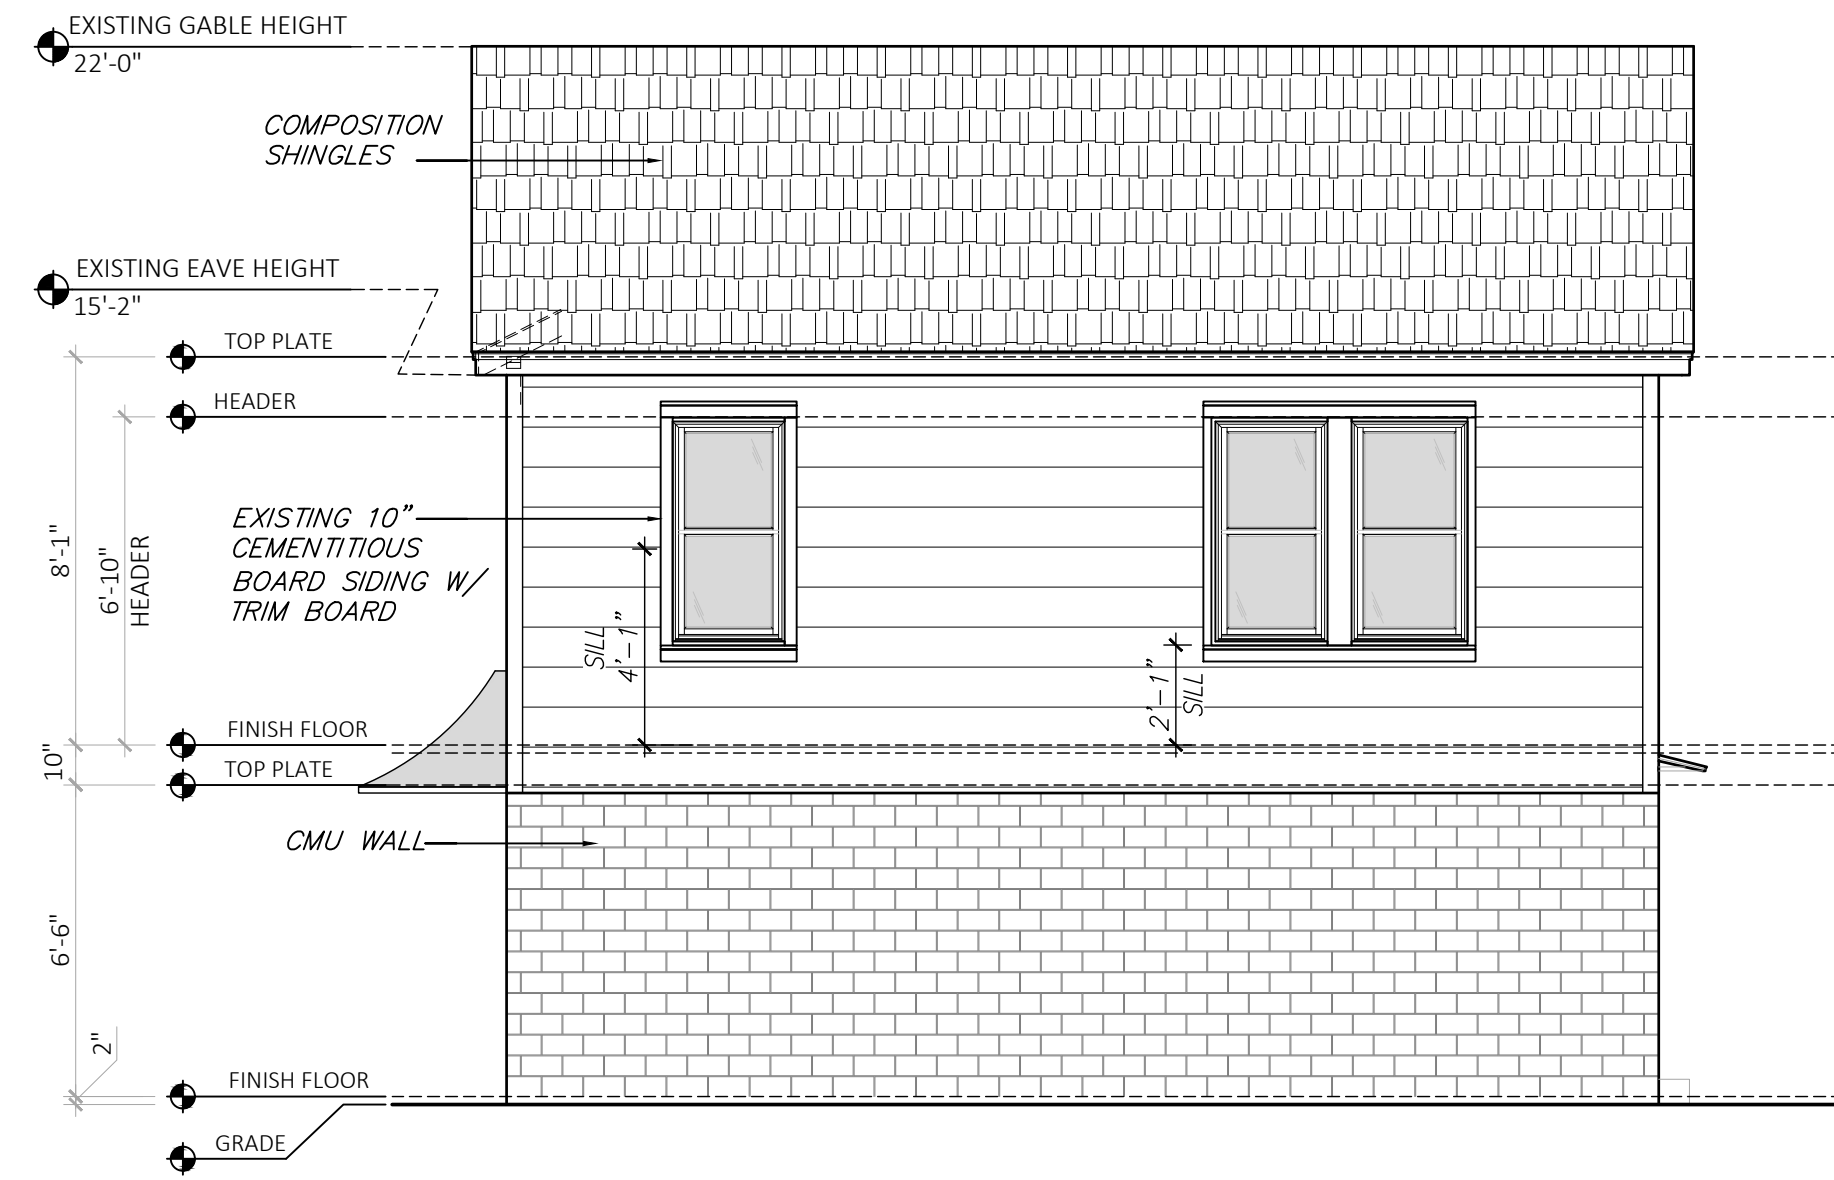 EXISTING GABLE HEIGHT
22'-0"
COMPOSITION
SHINGLES
EXISTING EAVE HEIGHT
15'-2"
TOP PLATE
HEADER
EXISTING 10"
CEMENTITIOUS
BOARD SIDING W/
TRIM BOARD
8'-1"
6'-10"
HEADER
SILL
4'-1"
2'-1"
SILL
FINISH FLOOR
10"
TOP PLATE
CMU WALL
6'-6"
2"
FINISH FLOOR
GRADE